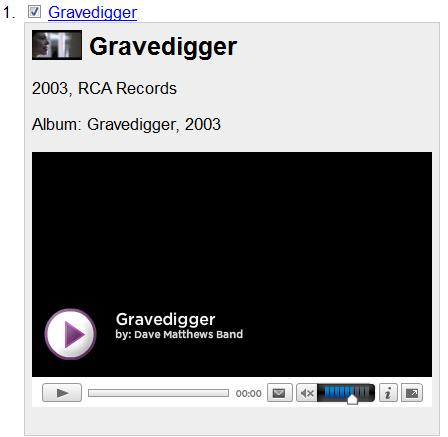 1. Gravedigger
Gravedigger
2003, RCA Records
Album: Gravedigger, 2003
Gravedigger
by: Dave Matthews Band
00:00
i